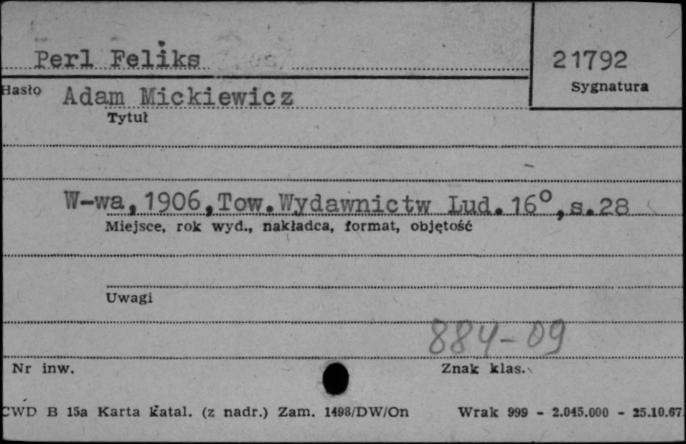 Perl Feliks
21792
Hasło
Sygnatura
Adam Mickiewicz
Tytuł
W-wa, 1906, Tow. Wydawnictw Lud. 16°, s. 28
Miejsce, rok wyd., nakładca, format, objętość
Uwagi
884-09
Nr inw.
Znak klas.
CWD B 15a Karta katal. (z nadr.) Zam. 1498/DW/On
Wrak 999 - 2.045.000 - 25.10.67